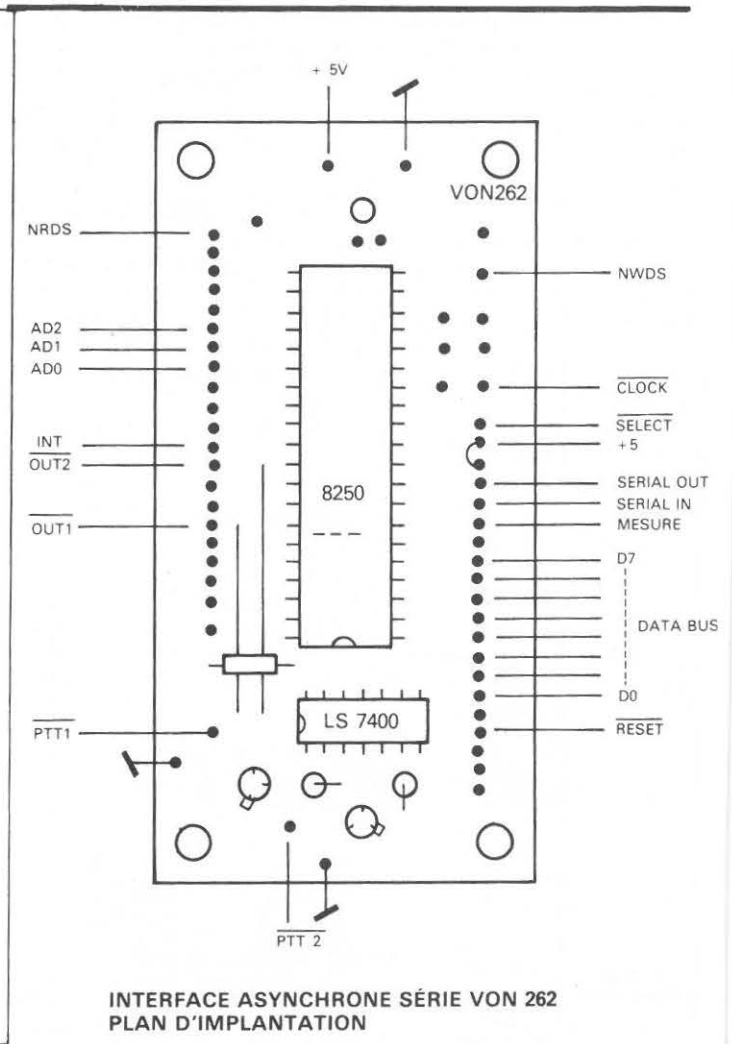 + 5V
VON262
NRDS
NWDS
AD2
AD1
AD0
CLOCK
SELECT
+5
INT
OUT2
SERIAL OUT
8250
SERIAL IN
OUT1
MESURE
D7
DATA BUS
D0
LS 7400
PTT1
RESET
PTT 2
INTERFACE ASYNCHRONE SÉRIE VON 262
PLAN D'IMPLANTATION